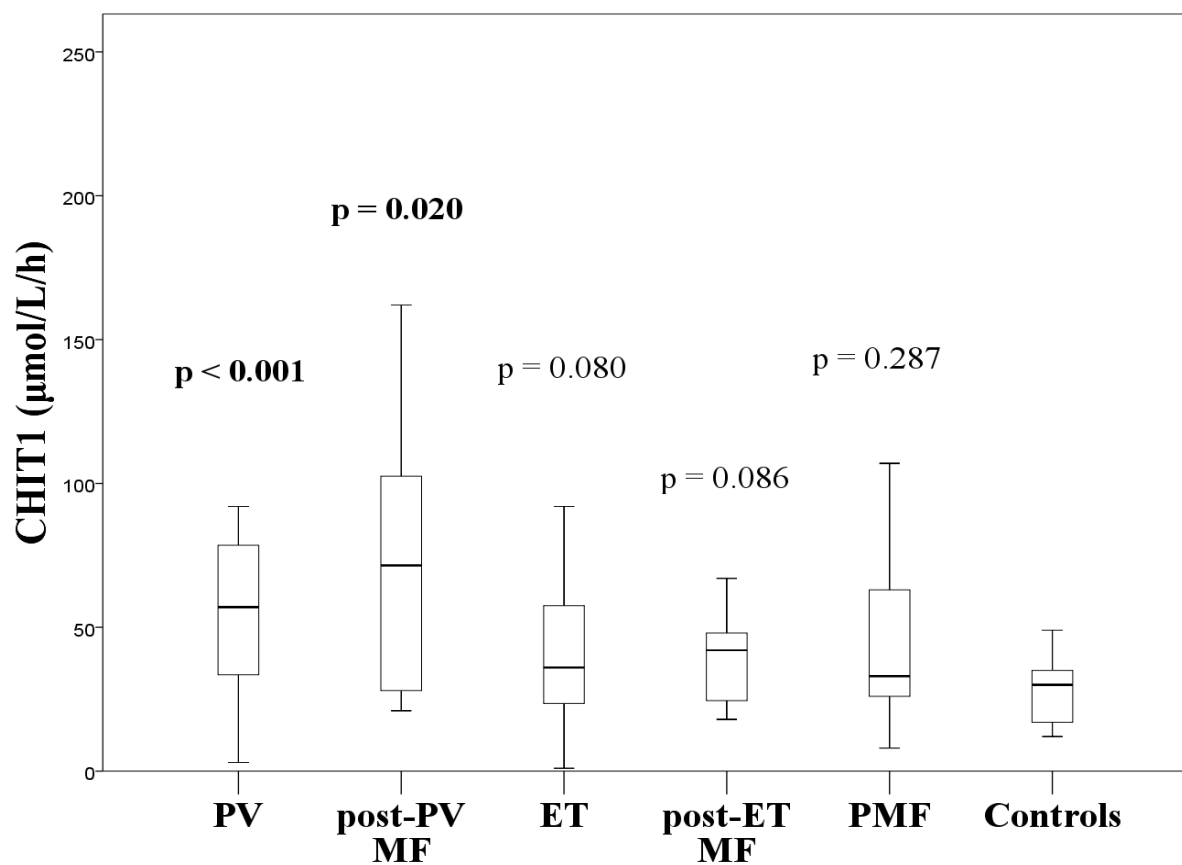 250
200
150
100
50
0
CHIT1 (μmol/L/h)
p < 0.001
p = 0.020
p = 0.080
p = 0.086
p = 0.287
PV
post-PV
MF
ET
post-ET
MF
PMF
Controls